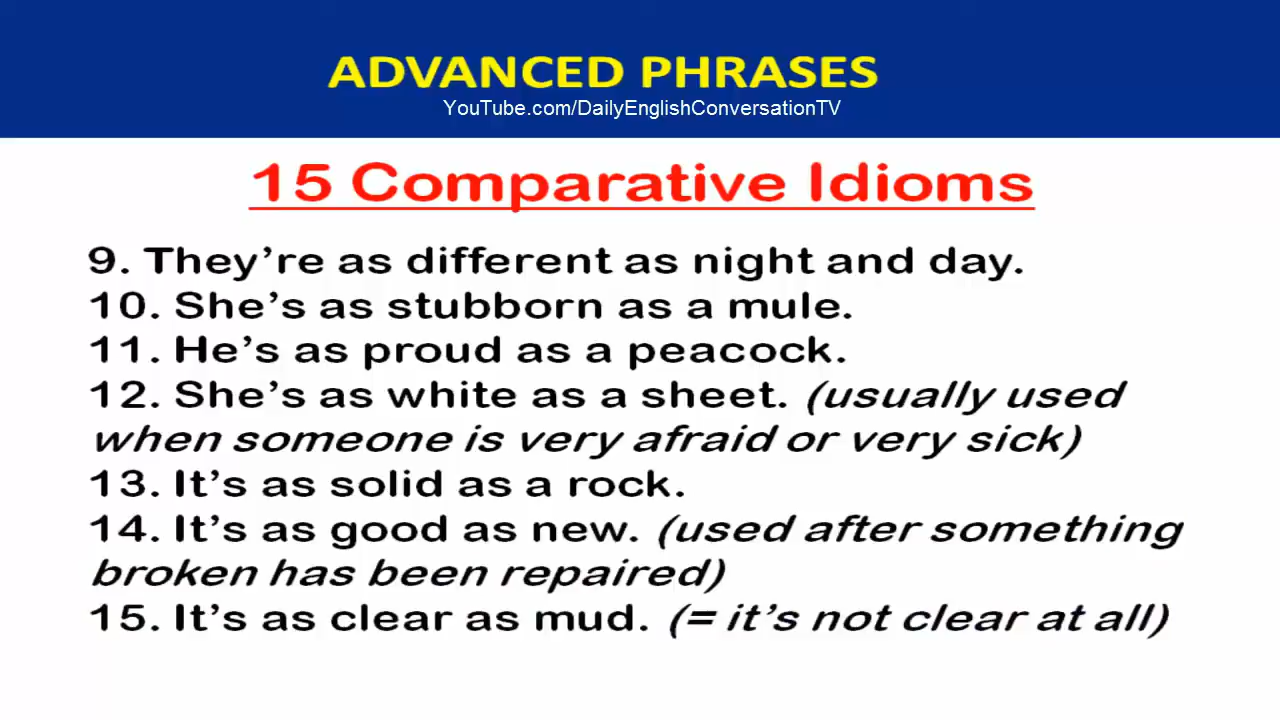 ADVANCED PHRASES
YouTube.com/DailyEnglishConversationTV
15 Comparative Idioms
9. They’re as different as night and day.
10. She’s as stubborn as a mule.
11. He’s as proud as a peacock.
12. She’s as white as a sheet. (usually used
when someone is very afraid or very sick)
13. It’s as solid as a rock.
14. It’s as good as new. (used after something
broken has been repaired)
15. It’s as clear as mud. (= it’s not clear at all)